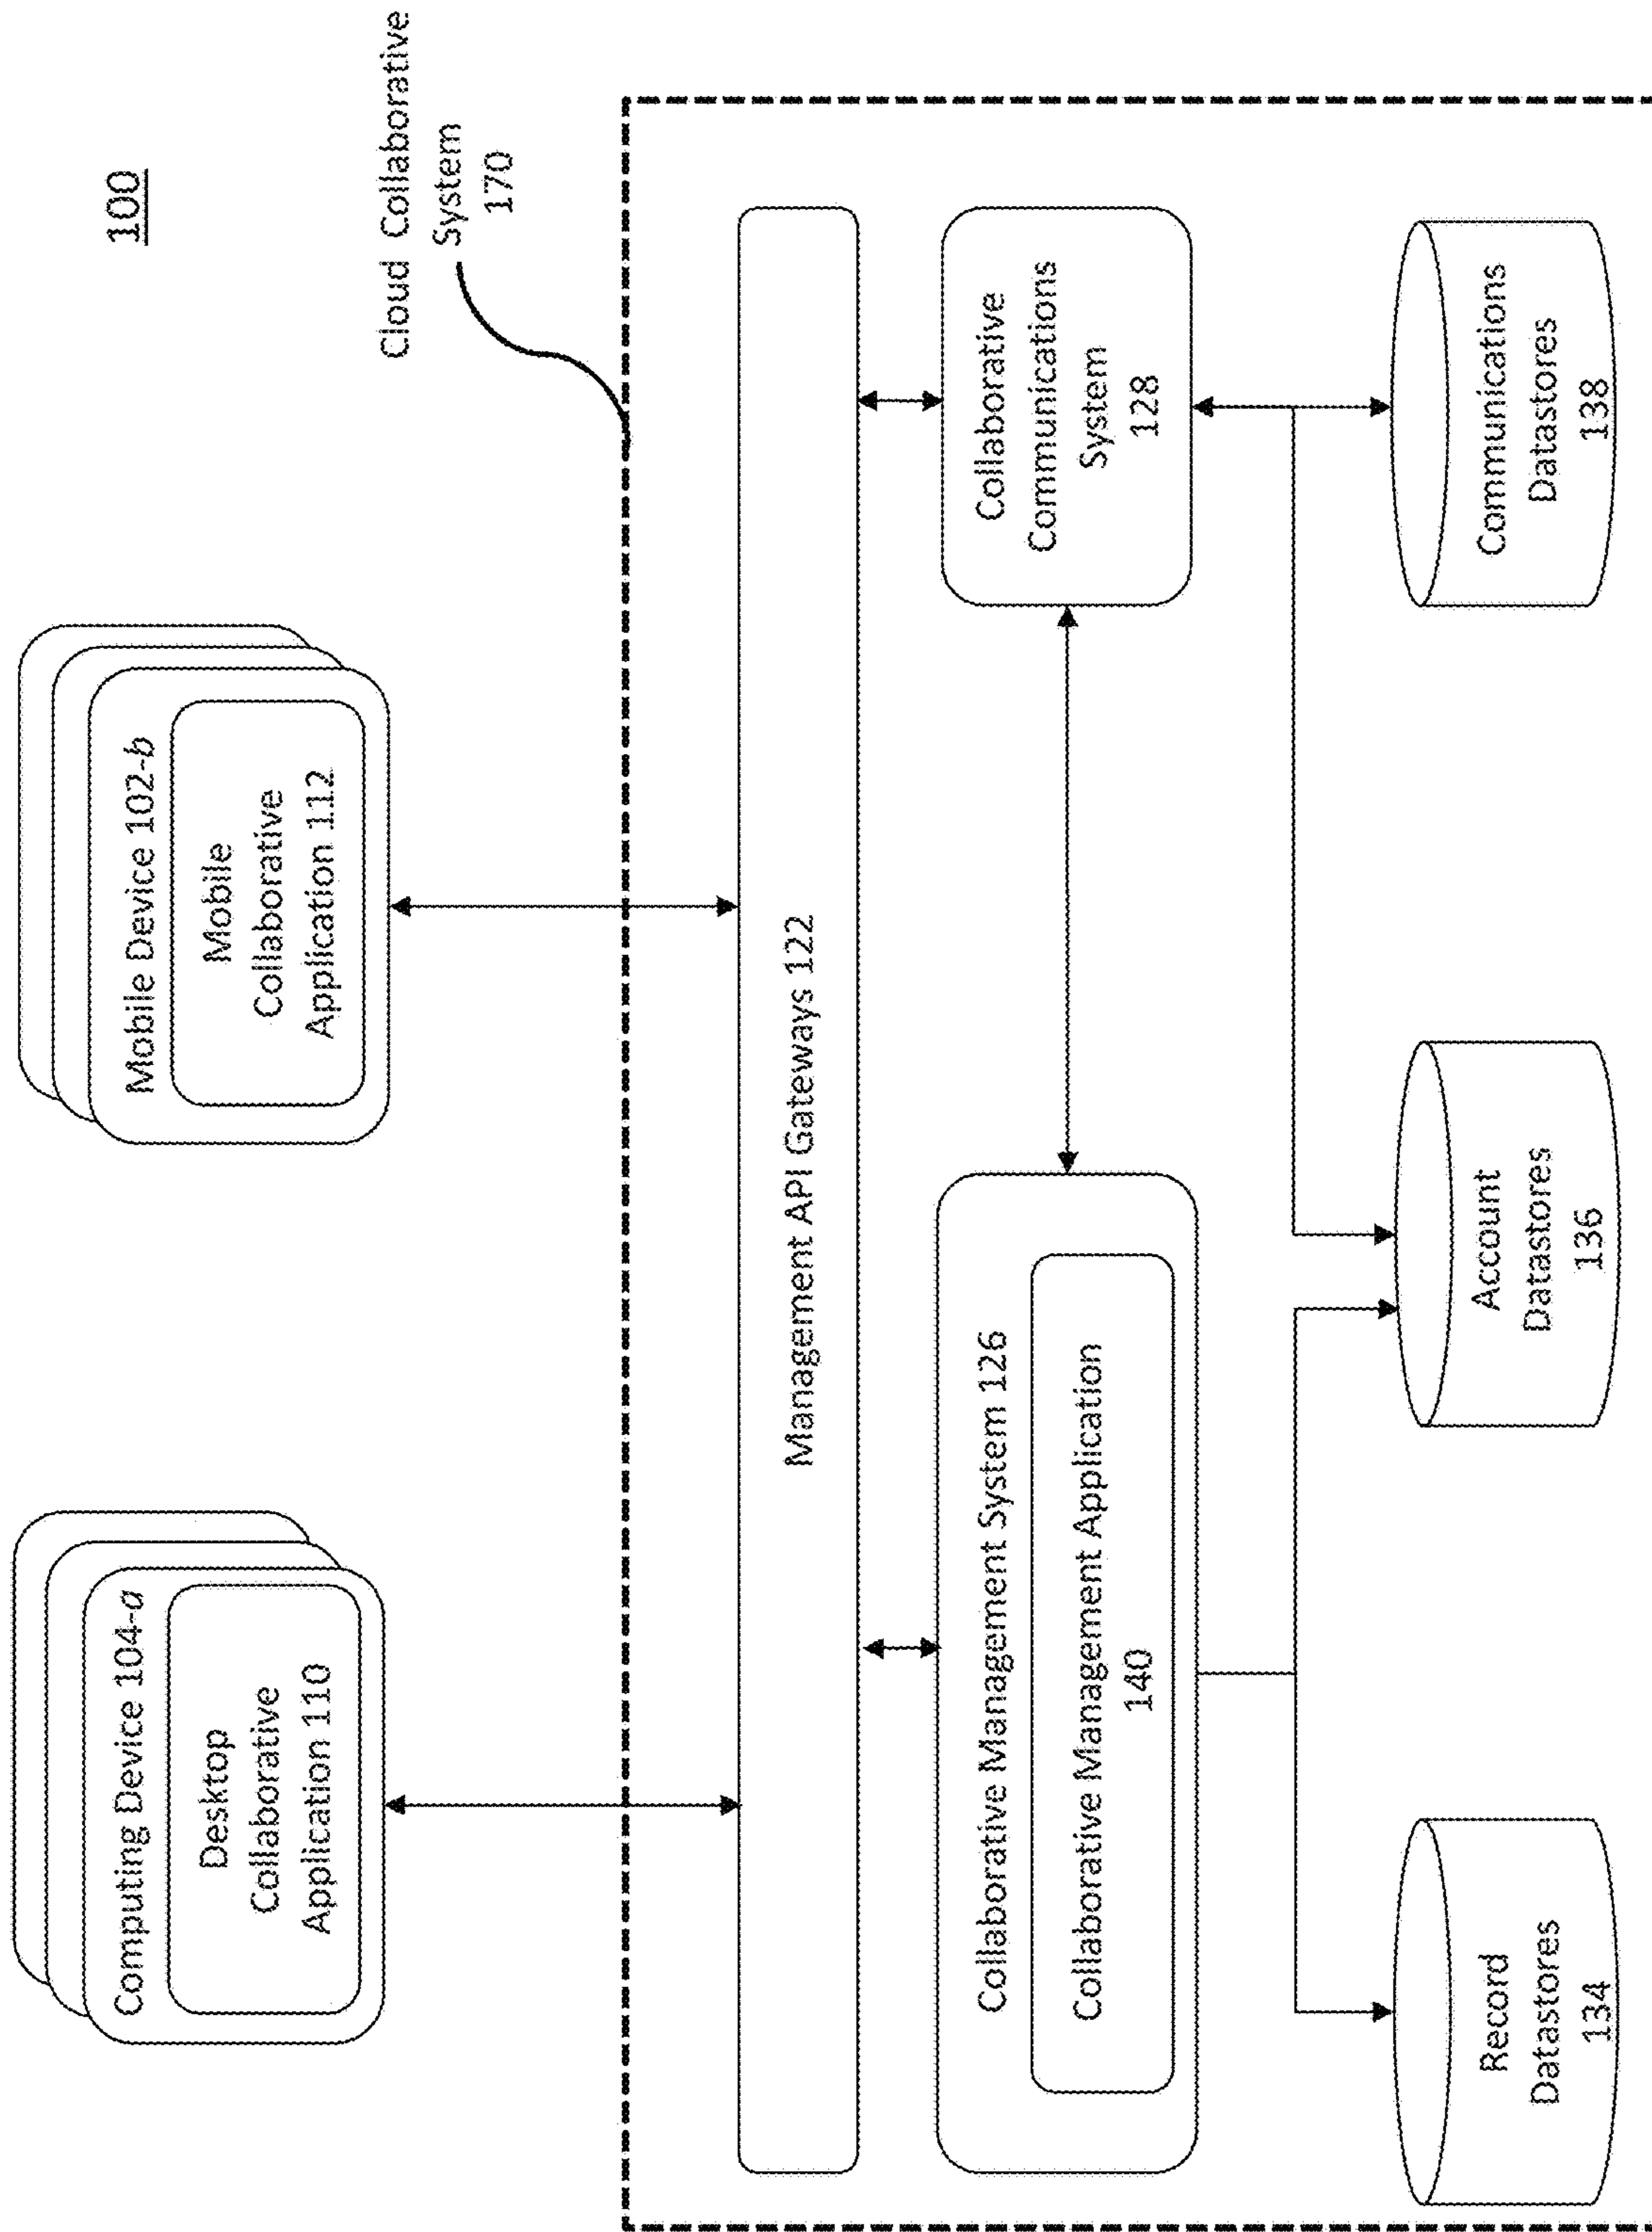 100
Computing Device 104-a
Desktop
Collaborative
Application 110
Mobile Device 102-b
Mobile
Collaborative
Application 112
Cloud Collaborative
System
170
Management API Gateways 122
Collaborative Management System 126
Collaborative Management Application
140
Collaborative
Communications
System
128
Record
Datastores
134
Account
Datastores
136
Communications
Datastores
138